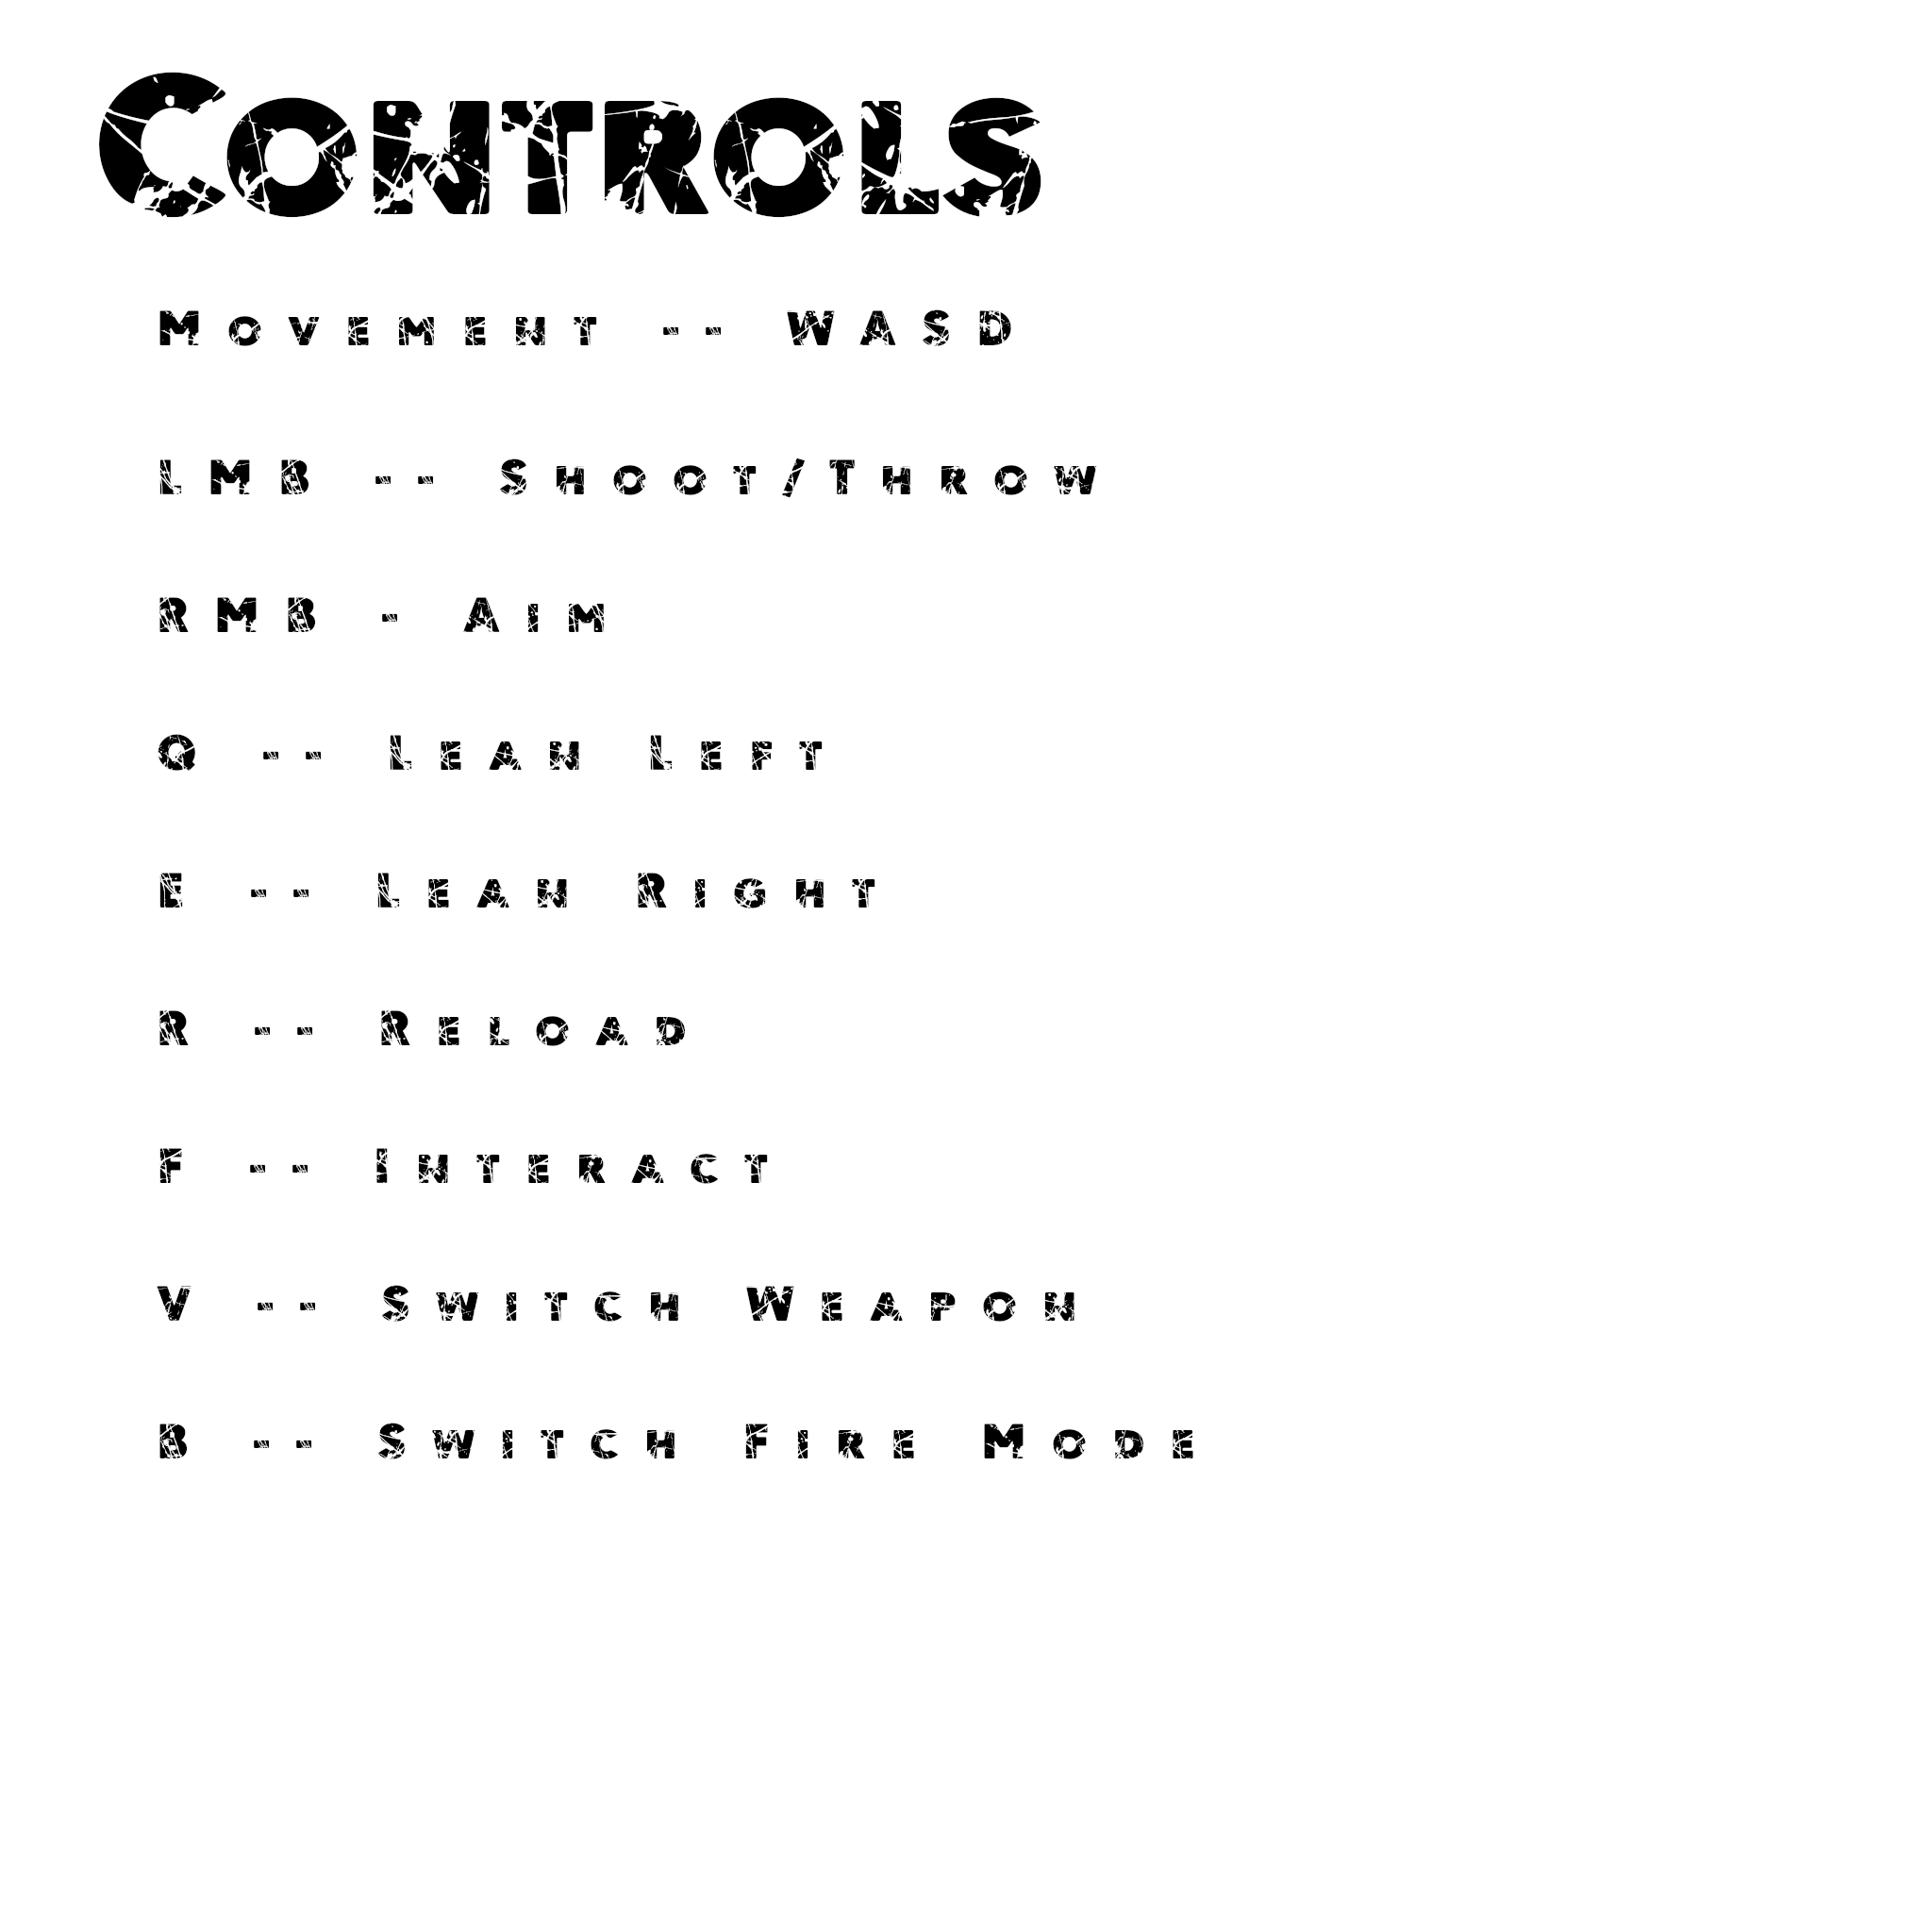 Controls
Movement -- WASD
LMB -- Shoot/Throw
RMB - Aim
Q -- Lean Left
E -- Lean Right
R -- Reload
F -- Interact
V -- Switch Weapon
B -- Switch Fire Mode